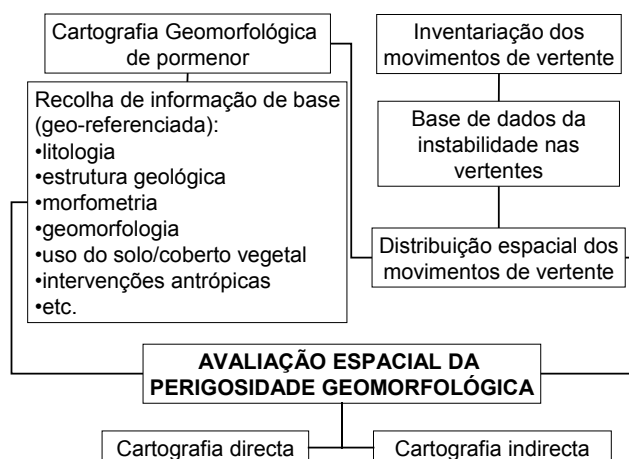 Cartografia Geomorfológica
de pormenor
Recolha de informação de base
(geo-referenciada):
•litologia
•estrutura geológica
•morfometria
•geomorfologia
•uso do solo/coberto vegetal
•intervenções antrópicas
•etc.
Inventariação dos
movimentos de vertente
Base de dados da
instabilidade nas
vertentes
Distribuição espacial dos
movimentos de vertente
AVALIAÇÃO ESPACIAL DA
PERIGOSIDADE GEOMORFOLÓGICA
Cartografia directa
Cartografia indirecta